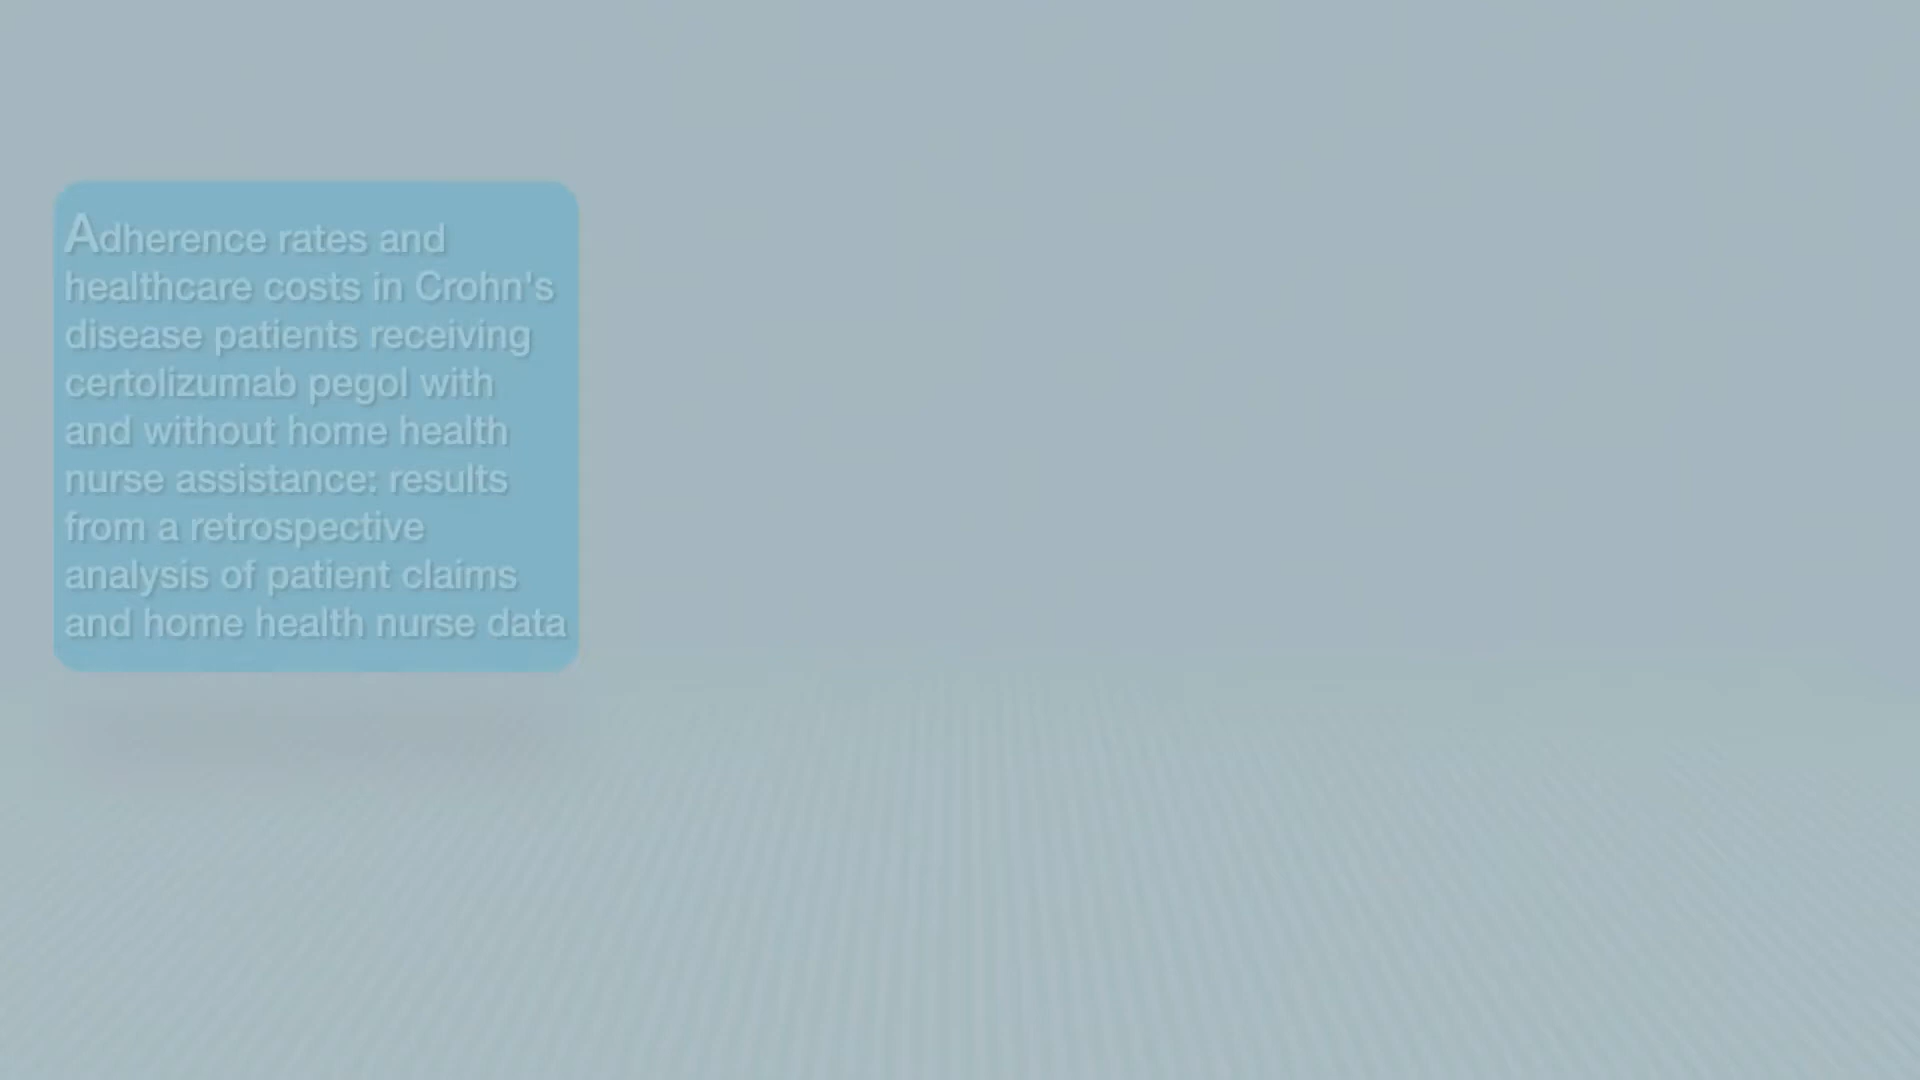 Adherence rates and
healthcare costs in Crohn's
disease patients receiving
certolizumab pegol with
and without home health
nurse assistance: results
from a retrospective
analysis of patient claims
and home health nurse data